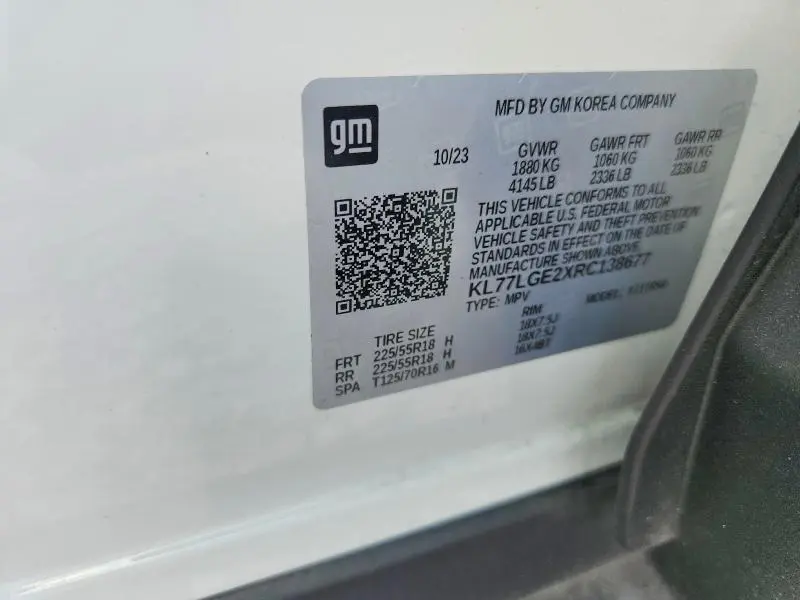 gm
MFD BY GM KOREA COMPANY
10/23
GVWR GAWR FRT GAWR RR
1880 KG 1060 KG 1060 KG
4145 LB 2336 LB 2336 LB
THIS VEHICLE CONFORMS TO ALL
APPLICABLE U.S. FEDERAL MOTOR
VEHICLE SAFETY AND THEFT PREVENTION
STANDARDS IN EFFECT ON THE DATE OF
MANUFACTURE SHOWN ABOVE.
KL77LGE2XRC138677
TYPE: MPV MODEL:
TIRE SIZE RIM
FRT 225/55R18 H 18X7.5J
RR 225/55R18 H 18X7.5J
SPA T125/70R16 M 16X4BT